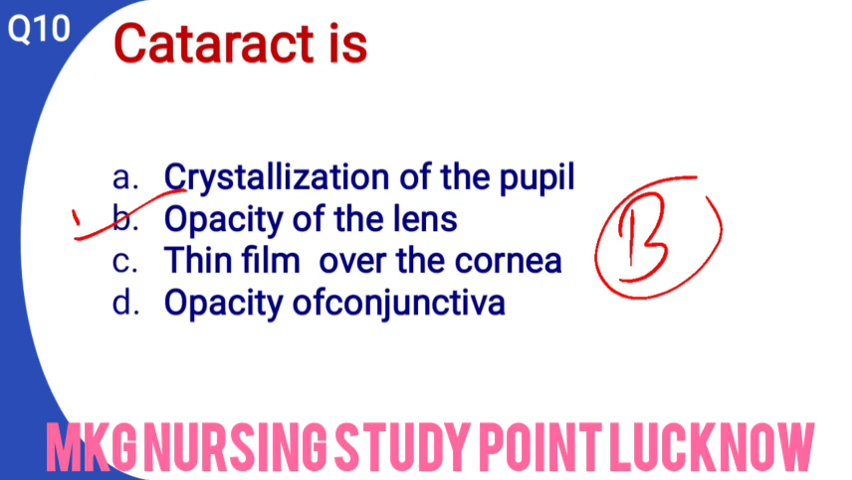 Q10
Cataract is
a. Crystallization of the pupil
b. Opacity of the lens
c. Thin film over the cornea
d. Opacity ofconjunctiva
B
MKG NURSING STUDY POINT LUCKNOW